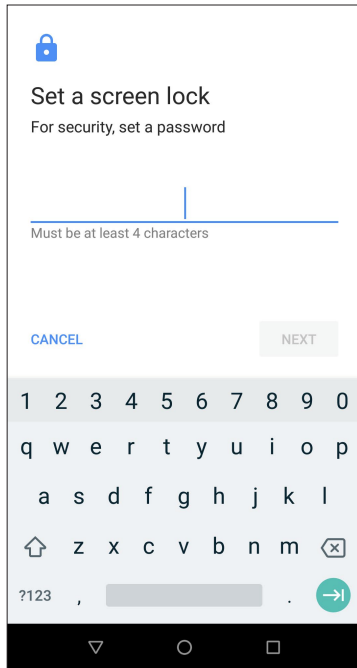 Set a screen lock
For security, set a password
Must be at least 4 characters
CANCEL NEXT
1 2 3 4 5 6 7 8 9 0
q w e r t y u i o p
a s d f g h j k l
z x c v b n m
?123 , .